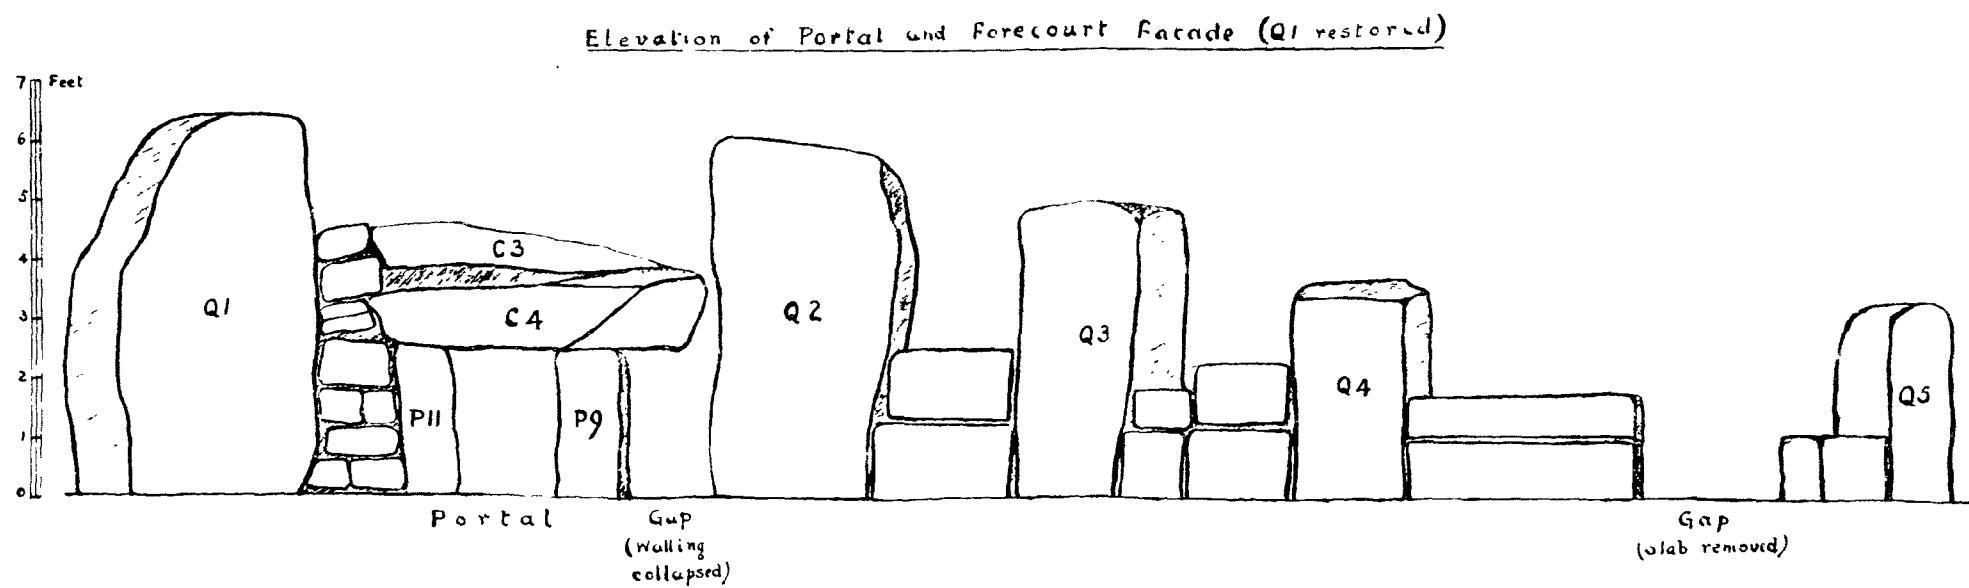 Elevation of Portal and Forecourt Facade (Q1 restored)
7 Feet
6
5
4
3
2
1
0
Q1
C3
C4
P11
P9
Q2
Q3
Q4
Q5
Portal
Gap
(Walling
collapsed)
Gap
(slab removed)